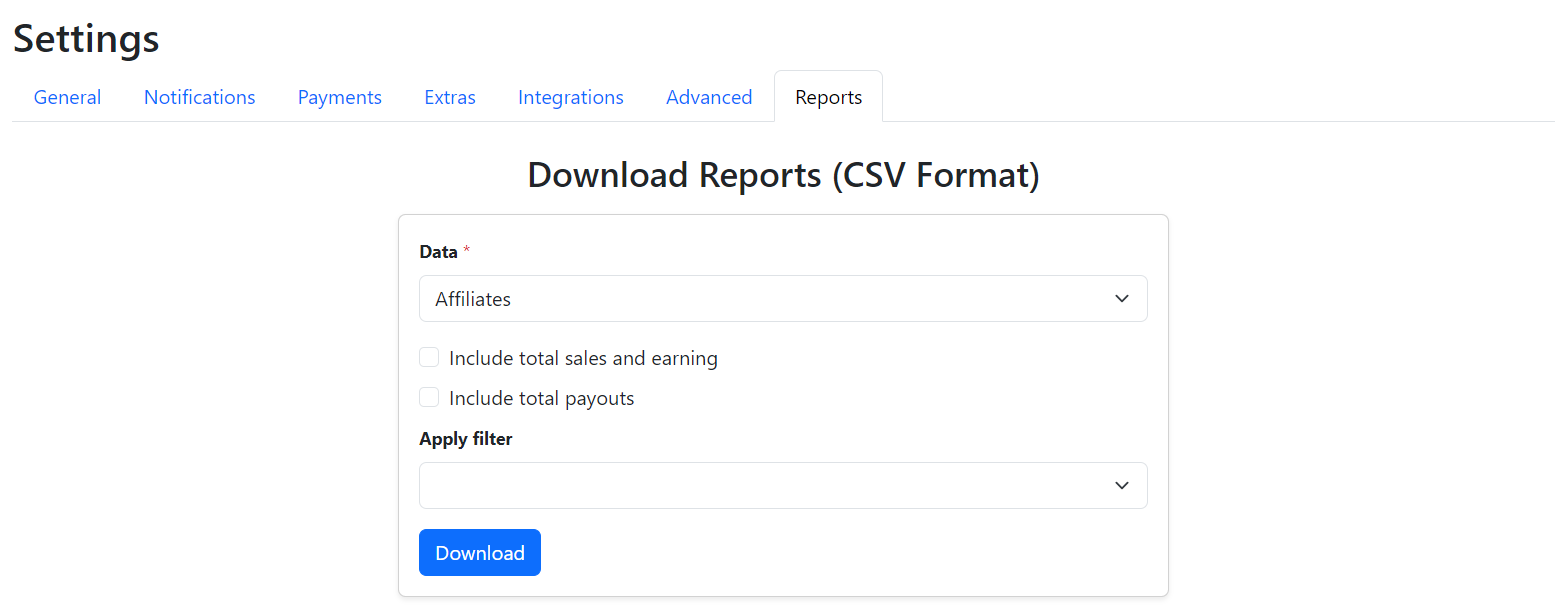 Settings
General Notifications Payments Extras Integrations Advanced Reports
Download Reports (CSV Format)
Data *
Affiliates
Include total sales and earning
Include total payouts
Apply filter
Download